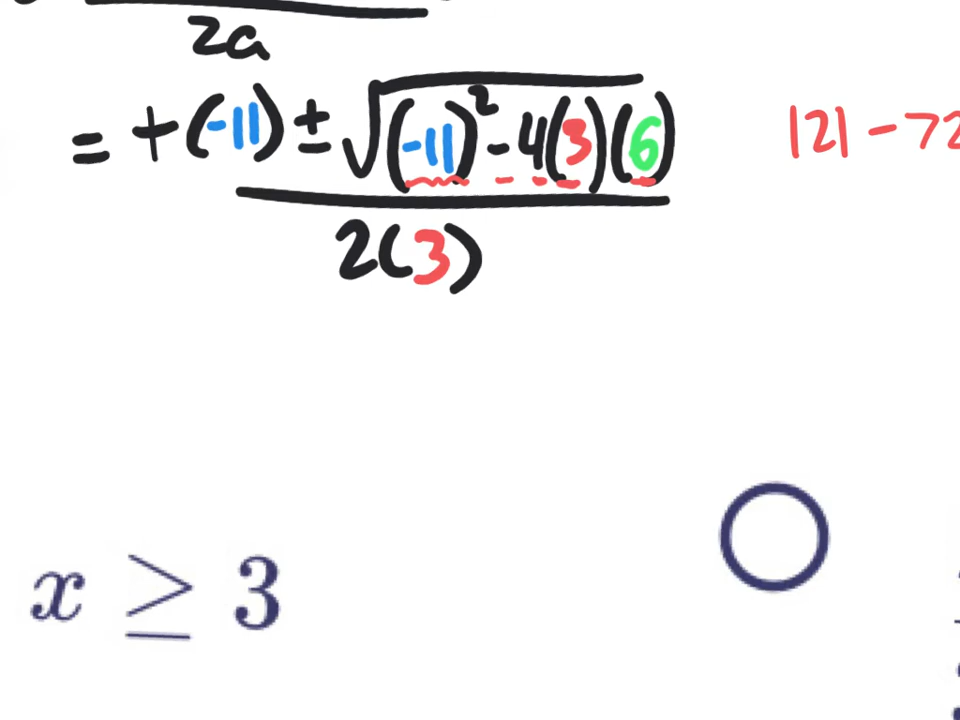 2a
= +(-11) ± √(-11)² - 4(3)(6)
2(3)
121 - 72
x ≥ 3